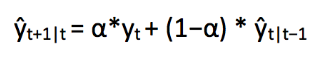 ŷt+1|t = α*yt + (1−α) * ŷt|t−1